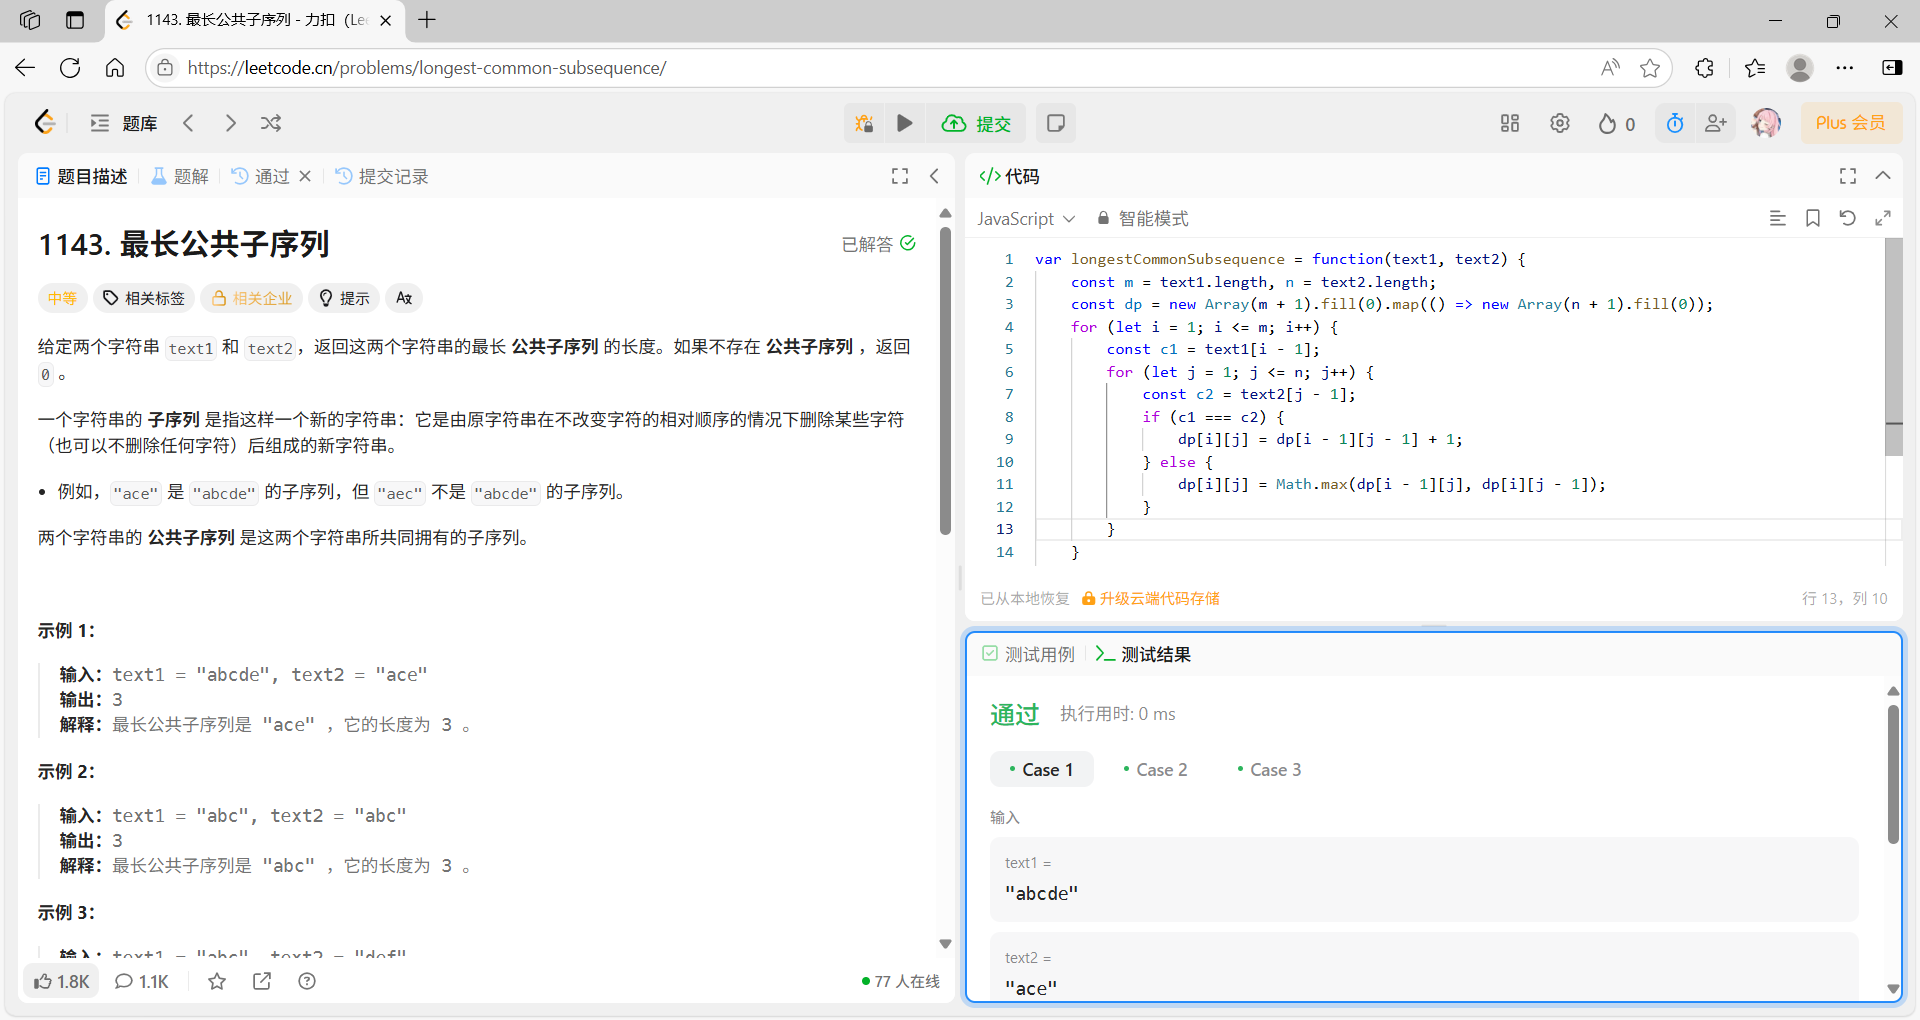 1143. 最长公共子序列 - 力扣（Lee
https://leetcode.cn/problems/longest-common-subsequence/
题库
提交
0
Plus 会员
题目描述
题解
通过
提交记录
1143. 最长公共子序列
已解答
中等
相关标签
相关企业
提示
给定两个字符串 text1 和 text2，返回这两个字符串的最长 公共子序列 的长度。如果不存在 公共子序列 ，返回
0 。
一个字符串的 子序列 是指这样一个新的字符串：它是由原字符串在不改变字符的相对顺序的情况下删除某些字符
（也可以不删除任何字符）后组成的新字符串。
• 例如，"ace" 是 "abcde" 的子序列，但 "aec" 不是 "abcde" 的子序列。
两个字符串的 公共子序列 是这两个字符串所共同拥有的子序列。
示例 1：
输入：text1 = "abcde", text2 = "ace"
输出：3
解释：最长公共子序列是 "ace" ，它的长度为 3 。
示例 2：
输入：text1 = "abc", text2 = "abc"
输出：3
解释：最长公共子序列是 "abc" ，它的长度为 3 。
示例 3：
输入：text1 = "abc", text2 = "def"
1.8K
1.1K
77 人在线
</> 代码
JavaScript
智能模式
1 var longestCommonSubsequence = function(text1, text2) {
2 const m = text1.length, n = text2.length;
3 const dp = new Array(m + 1).fill(0).map(() => new Array(n + 1).fill(0));
4 for (let i = 1; i <= m; i++) {
5 const c1 = text1[i - 1];
6 for (let j = 1; j <= n; j++) {
7 const c2 = text2[j - 1];
8 if (c1 === c2) {
9 dp[i][j] = dp[i - 1][j - 1] + 1;
10 } else {
11 dp[i][j] = Math.max(dp[i - 1][j], dp[i][j - 1]);
12 }
13 }
14 }
已从本地恢复
升级云端代码存储
行 13，列 10
测试用例
测试结果
通过
执行用时: 0 ms
• Case 1
• Case 2
• Case 3
输入
text1 =
"abcde"
text2 =
"ace"